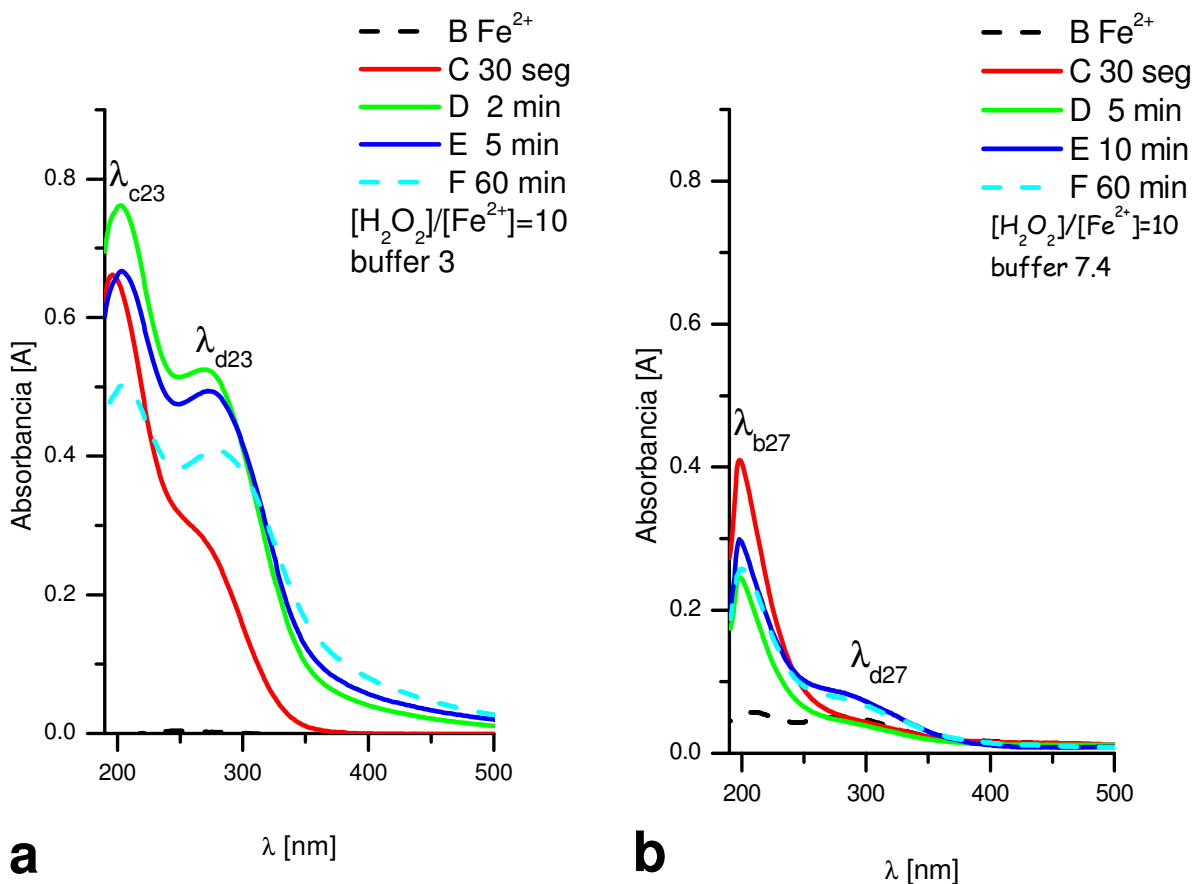 B Fe²⁺
C 30 seg
D 2 min
E 5 min
F 60 min
[H₂O₂]/[Fe²⁺]=10
buffer 3
λc23
λd23
0.8
0.6
0.4
0.2
0.0
Absorbancia [A]
200 300 400 500
λ [nm]
a
B Fe²⁺
C 30 seg
D 5 min
E 10 min
F 60 min
[H₂O₂]/[Fe²⁺]=10
buffer 7.4
λb27
λd27
0.8
0.6
0.4
0.2
0.0
Absorbancia [A]
200 300 400 500
λ [nm]
b